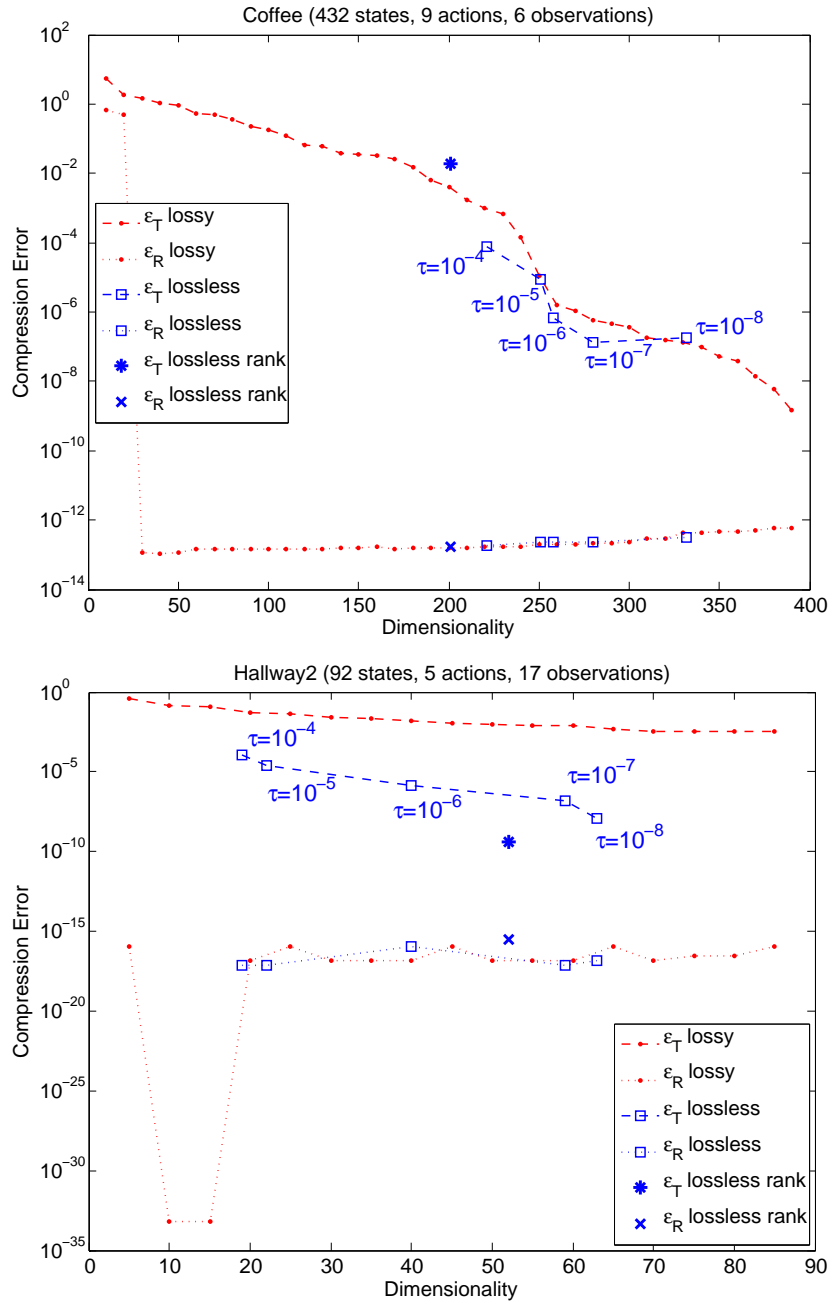 Coffee (432 states, 9 actions, 6 observations)
Compression Error
10^2
10^0
10^−2
10^−4
10^−6
10^−8
10^−10
10^−12
10^−14
ε_T lossy
ε_R lossy
ε_T lossless
ε_R lossless
ε_T lossless rank
ε_R lossless rank
τ=10^−4
τ=10^−5
τ=10^−6
τ=10^−7
τ=10^−8
0 50 100 150 200 250 300 350 400
Dimensionality
Hallway2 (92 states, 5 actions, 17 observations)
Compression Error
10^0
10^−5
10^−10
10^−15
10^−20
10^−25
10^−30
10^−35
τ=10^−4
τ=10^−5
τ=10^−6
τ=10^−7
τ=10^−8
ε_T lossy
ε_R lossy
ε_T lossless
ε_R lossless
ε_T lossless rank
ε_R lossless rank
0 10 20 30 40 50 60 70 80 90
Dimensionality